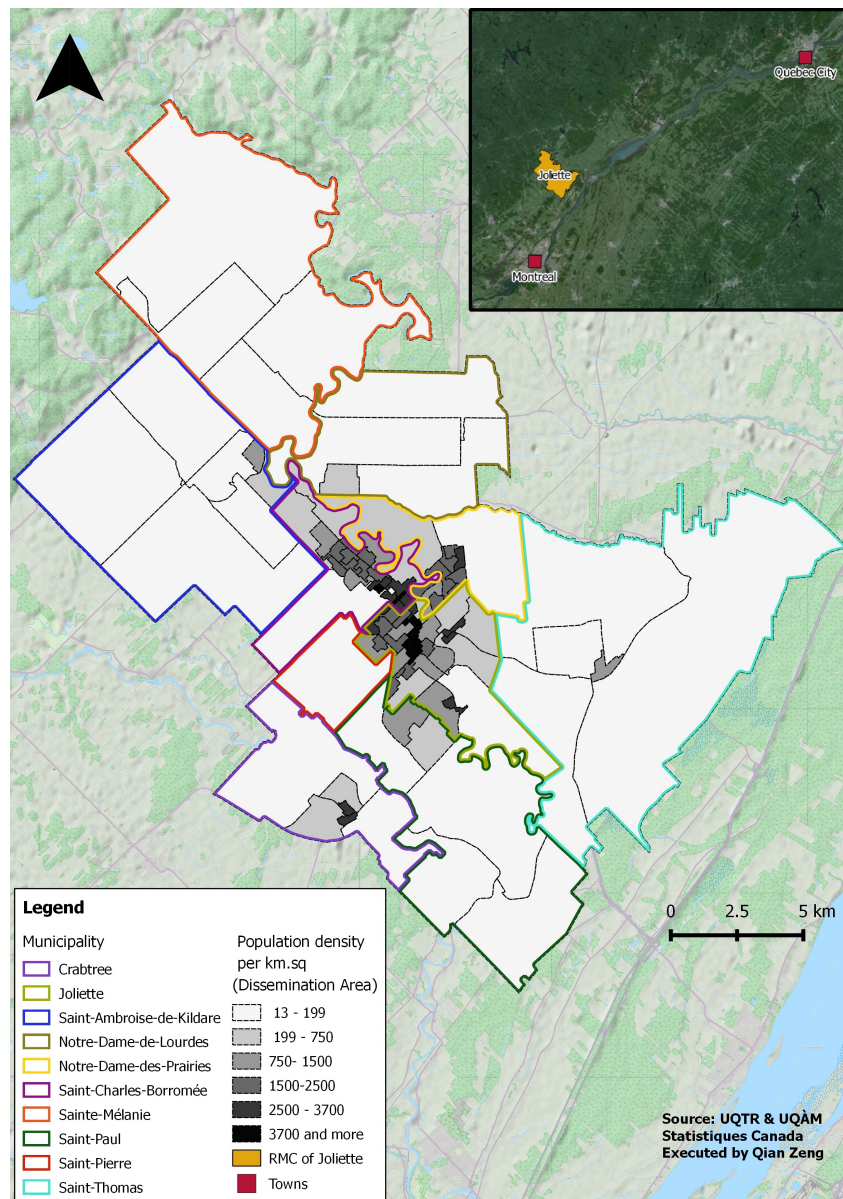 Quebec City
Joliette
Montreal
0 2.5 5 km
Legend
Municipality
Crabtree
Joliette
Saint-Ambroise-de-Kildare
Notre-Dame-de-Lourdes
Notre-Dame-des-Prairies
Saint-Charles-Borromée
Sainte-Mélanie
Saint-Paul
Saint-Pierre
Saint-Thomas
Population density
per km.sq
(Dissemination Area)
13 - 199
199 - 750
750- 1500
1500-2500
2500 - 3700
3700 and more
RMC of Joliette
Towns
Source: UQTR & UQÀM
Statistiques Canada
Executed by Qian Zeng